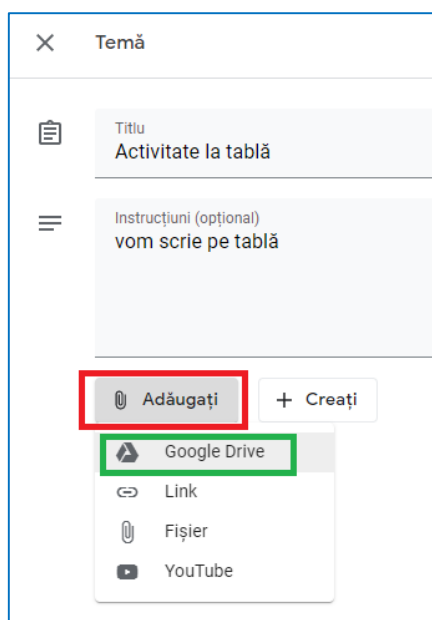 Temă
Titlu
Activitate la tablă
Instrucțiuni (opțional)
vom scrie pe tablă
Adăugați
Creați
Google Drive
Link
Fișier
YouTube